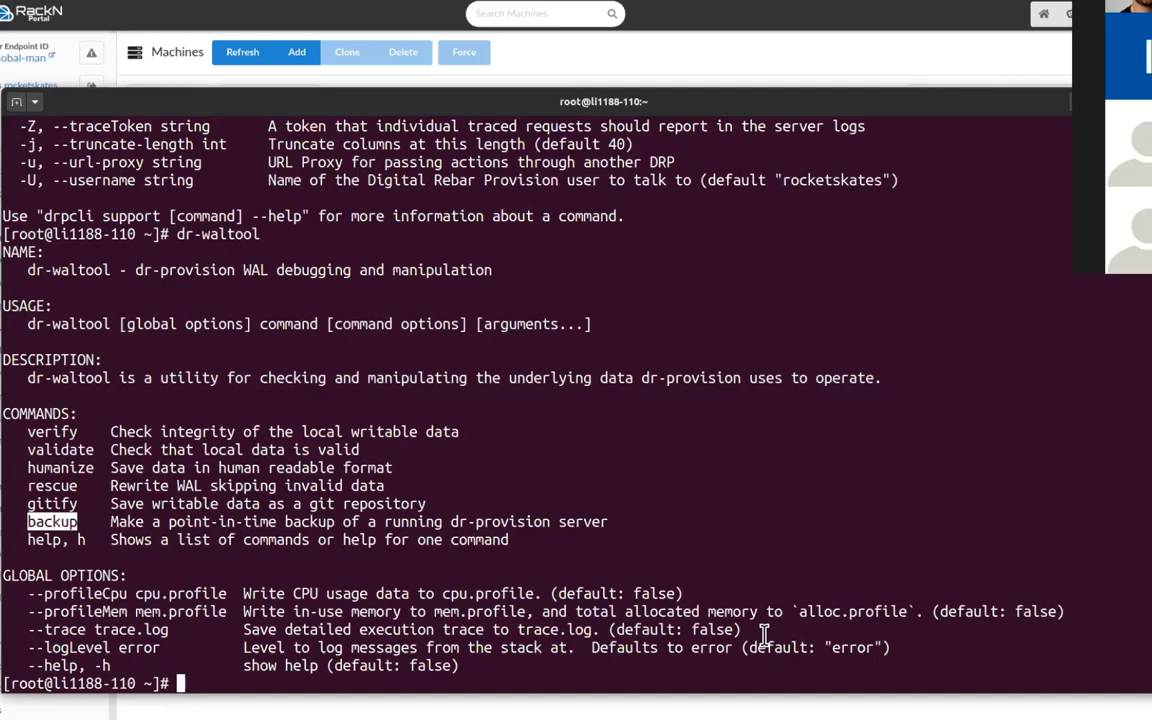 RackN
Portal
Search Machines
r Endpoint ID
obal-man
Machines
Refresh
Add
Clone
Delete
Force
rocketskates
root@li1188-110:~
-Z, --traceToken string A token that individual traced requests should report in the server logs
-j, --truncate-length int Truncate columns at this length (default 40)
-u, --url-proxy string URL Proxy for passing actions through another DRP
-U, --username string Name of the Digital Rebar Provision user to talk to (default "rocketskates")
Use "drpcli support [command] --help" for more information about a command.
[root@li1188-110 ~]# dr-waltool
NAME:
dr-waltool - dr-provision WAL debugging and manipulation
USAGE:
dr-waltool [global options] command [command options] [arguments...]
DESCRIPTION:
dr-waltool is a utility for checking and manipulating the underlying data dr-provision uses to operate.
COMMANDS:
verify Check integrity of the local writable data
validate Check that local data is valid
humanize Save data in human readable format
rescue Rewrite WAL skipping invalid data
gitify Save writable data as a git repository
backup Make a point-in-time backup of a running dr-provision server
help, h Shows a list of commands or help for one command
GLOBAL OPTIONS:
--profileCpu cpu.profile Write CPU usage data to cpu.profile. (default: false)
--profileMem mem.profile Write in-use memory to mem.profile, and total allocated memory to `alloc.profile`. (default: false)
--trace trace.log Save detailed execution trace to trace.log. (default: false)
--logLevel error Level to log messages from the stack at. Defaults to error (default: "error")
--help, -h show help (default: false)
[root@li1188-110 ~]#